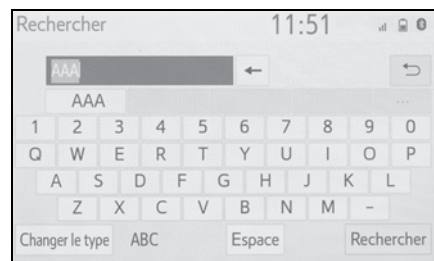 Rechercher 11:51
AAA
AAA ...
1 2 3 4 5 6 7 8 9 0
Q W E R T Y U I O P
A S D F G H J K L
Z X C V B N M -
Changer le type ABC Espace Rechercher